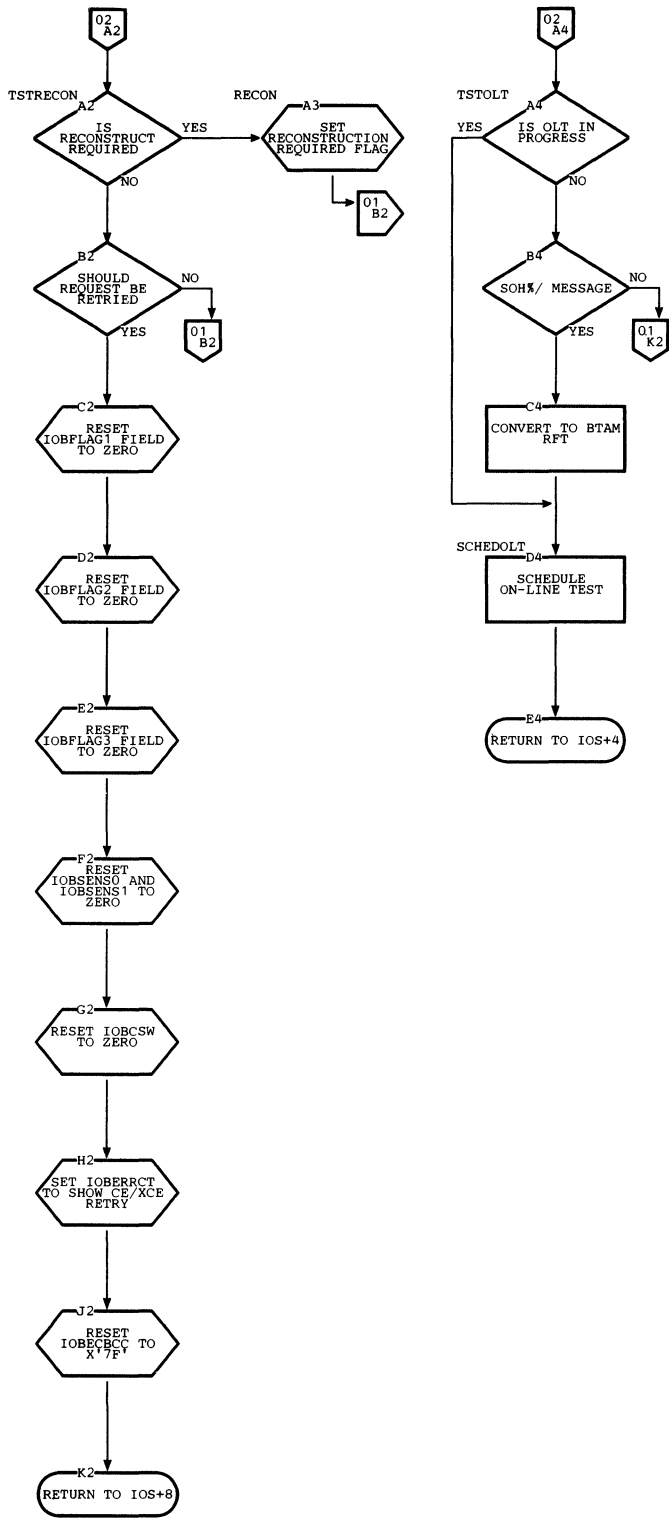 02
A2
TSTRECON
A2
IS
RECONSTRUCT
REQUIRED
YES
NO
RECON
A3
SET
RECONSTRUCTION
REQUIRED FLAG
01
B2
B2
SHOULD
REQUEST BE
RETRIED
NO
01
B2
YES
C2
RESET
IOBFLAG1 FIELD
TO ZERO
D2
RESET
IOBFLAG2 FIELD
TO ZERO
E2
RESET
IOBFLAG3 FIELD
TO ZERO
F2
RESET
IOBSENS0 AND
IOBSENS1 TO
ZERO
G2
RESET IOBCSW
TO ZERO
H2
SET IOBERRCT
TO SHOW CE/XCE
RETRY
J2
RESET
IOBECBCC TO
X'7F'
K2
RETURN TO IOS+8
02
A4
TSTOLT
A4
YES
IS OLT IN
PROGRESS
NO
B4
SOH%/ MESSAGE
NO
01
K2
YES
C4
CONVERT TO BTAM
RFT
SCHEDOLT
D4
SCHEDULE
ON-LINE TEST
E4
RETURN TO IOS+4